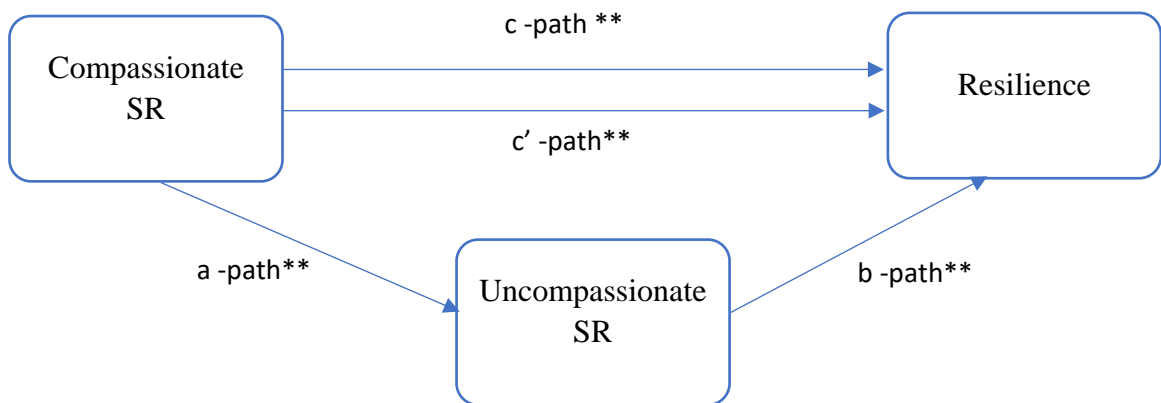 c -path **
Compassionate
SR
Resilience
c’ -path**
a -path**
Uncompassionate
SR
b -path**